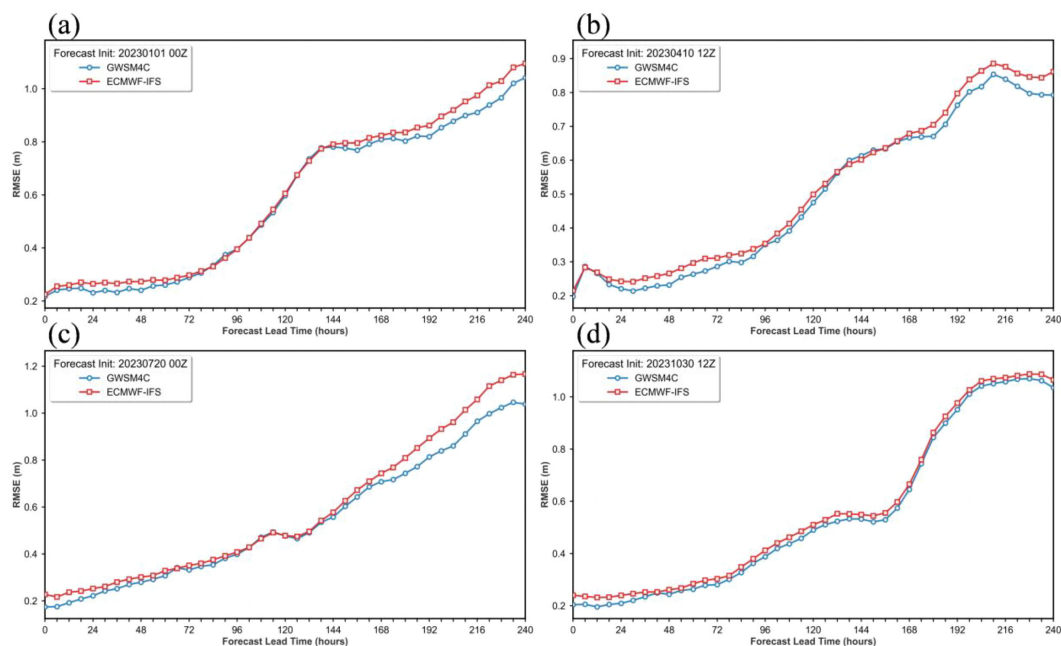 (a)
Forecast Init: 20230101 00Z
GWSM4C
ECMWF-IFS
RMSE (m)
1.0
0.8
0.6
0.4
0.2
0 24 48 72 96 120 144 168 192 216 240
Forecast Lead Time (hours)
(b)
Forecast Init: 20230410 12Z
GWSM4C
ECMWF-IFS
RMSE (m)
0.9
0.8
0.7
0.6
0.5
0.4
0.3
0.2
0 24 48 72 96 120 144 168 192 216 240
Forecast Lead Time (hours)
(c)
Forecast Init: 20230720 00Z
GWSM4C
ECMWF-IFS
RMSE (m)
1.2
1.0
0.8
0.6
0.4
0.2
0 24 48 72 96 120 144 168 192 216 240
Forecast Lead Time (hours)
(d)
Forecast Init: 20231030 12Z
GWSM4C
ECMWF-IFS
RMSE (m)
1.0
0.8
0.6
0.4
0.2
0 24 48 72 96 120 144 168 192 216 240
Forecast Lead Time (hours)